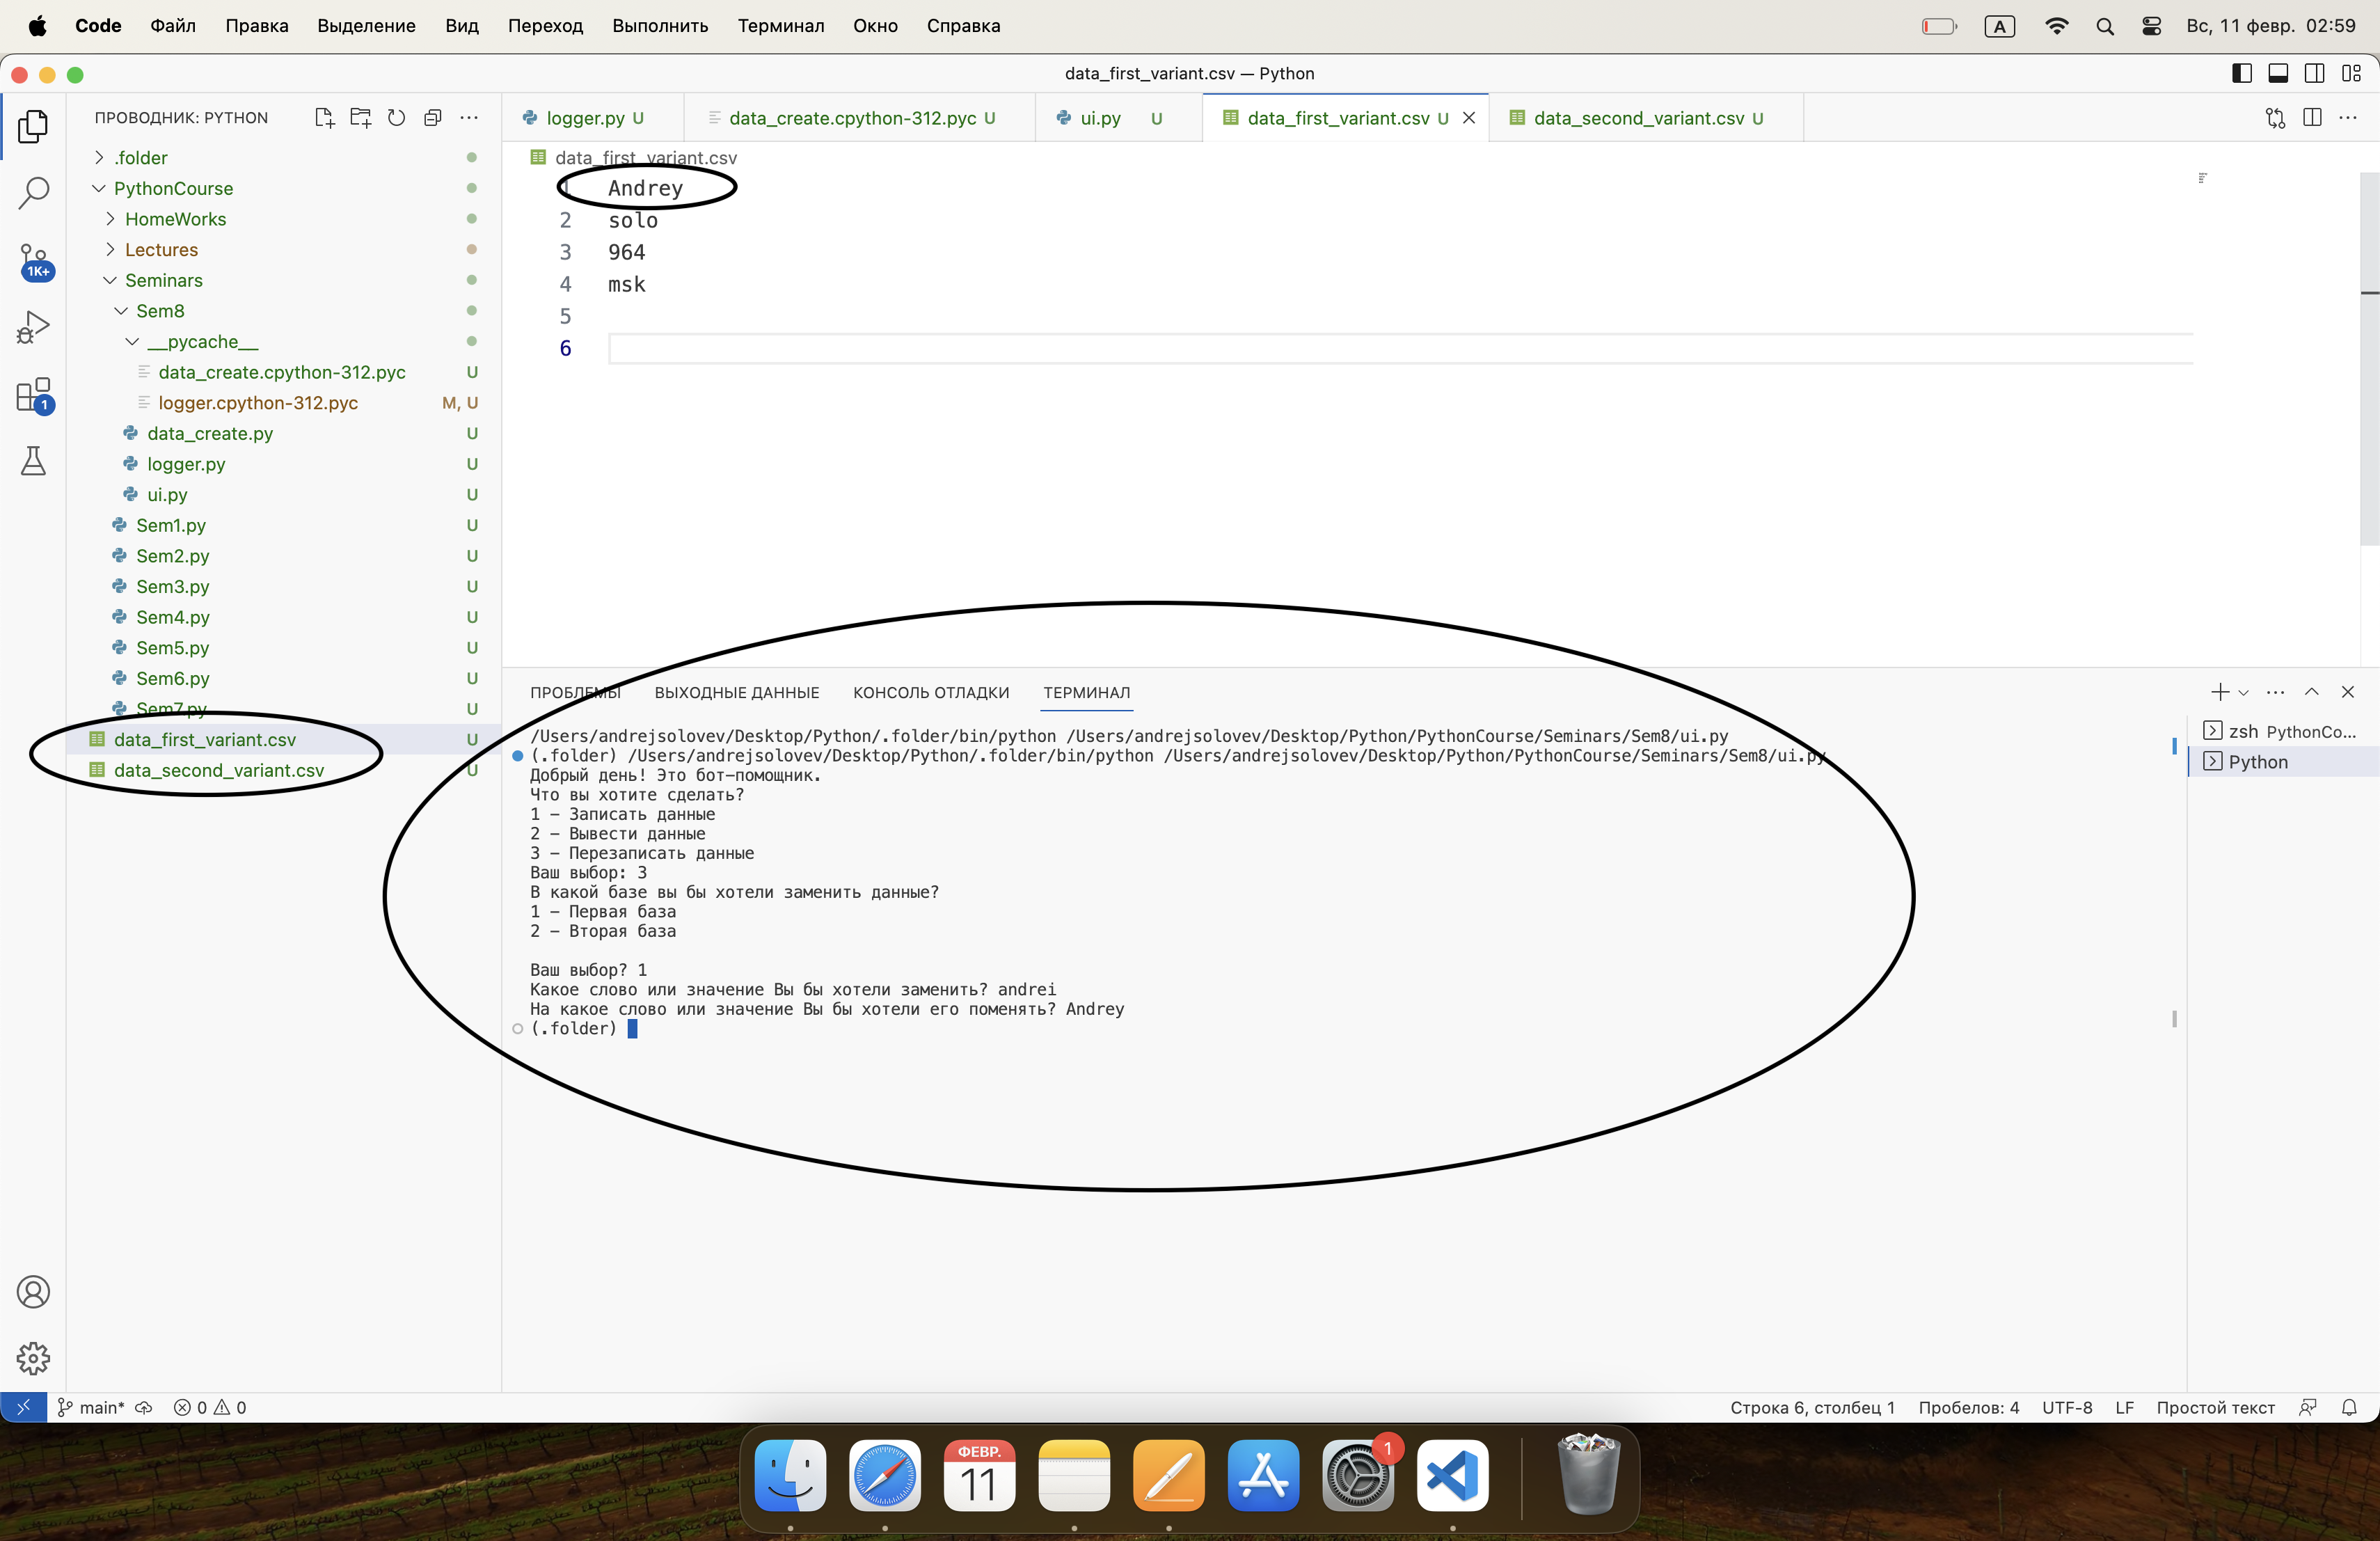 Code Файл Правка Выделение Вид Переход Выполнить Терминал Окно Справка A Вс, 11 февр. 02:59
data_first_variant.csv — Python
ПРОВОДНИК: PYTHON
.folder
PythonCourse
HomeWorks
Lectures
Seminars
Sem8
__pycache__
data_create.cpython-312.pyc U
logger.cpython-312.pyc M, U
data_create.py U
logger.py U
ui.py U
Sem1.py U
Sem2.py U
Sem3.py U
Sem4.py U
Sem5.py U
Sem6.py U
Sem7.py U
data_first_variant.csv U
data_second_variant.csv U
1K+
1
logger.py U data_create.cpython-312.pyc U ui.py U data_first_variant.csv U data_second_variant.csv U
data_first_variant.csv
1 Andrey
2 solo
3 964
4 msk
5
6
ПРОБЛЕМЫ ВЫХОДНЫЕ ДАННЫЕ КОНСОЛЬ ОТЛАДКИ ТЕРМИНАЛ
/Users/andrejsolovev/Desktop/Python/.folder/bin/python /Users/andrejsolovev/Desktop/Python/PythonCourse/Seminars/Sem8/ui.py
(.folder) /Users/andrejsolovev/Desktop/Python/.folder/bin/python /Users/andrejsolovev/Desktop/Python/PythonCourse/Seminars/Sem8/ui.py
Добрый день! Это бот-помощник.
Что вы хотите сделать?
1 - Записать данные
2 - Вывести данные
3 - Перезаписать данные
Ваш выбор: 3
В какой базе вы бы хотели заменить данные?
1 - Первая база
2 - Вторая база
Ваш выбор? 1
Какое слово или значение Вы бы хотели заменить? andrei
На какое слово или значение Вы бы хотели его поменять? Andrey
(.folder)
zsh PythonCo...
Python
main* 0 0 Строка 6, столбец 1 Пробелов: 4 UTF-8 LF Простой текст
ФЕВР.
11
1